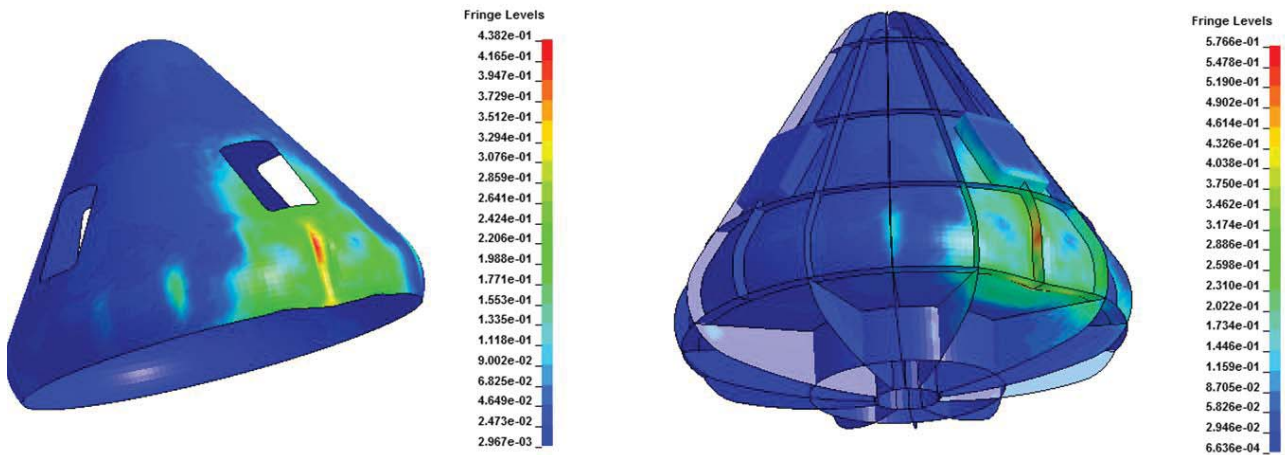 Fringe Levels
4.382e-01
4.165e-01
3.947e-01
3.729e-01
3.512e-01
3.294e-01
3.076e-01
2.859e-01
2.641e-01
2.424e-01
2.206e-01
1.988e-01
1.771e-01
1.553e-01
1.335e-01
1.118e-01
9.002e-02
6.825e-02
4.649e-02
2.473e-02
2.967e-03
Fringe Levels
5.766e-01
5.478e-01
5.190e-01
4.902e-01
4.614e-01
4.326e-01
4.038e-01
3.750e-01
3.462e-01
3.174e-01
2.886e-01
2.598e-01
2.310e-01
2.022e-01
1.734e-01
1.446e-01
1.159e-01
8.705e-02
5.826e-02
2.946e-02
6.636e-04